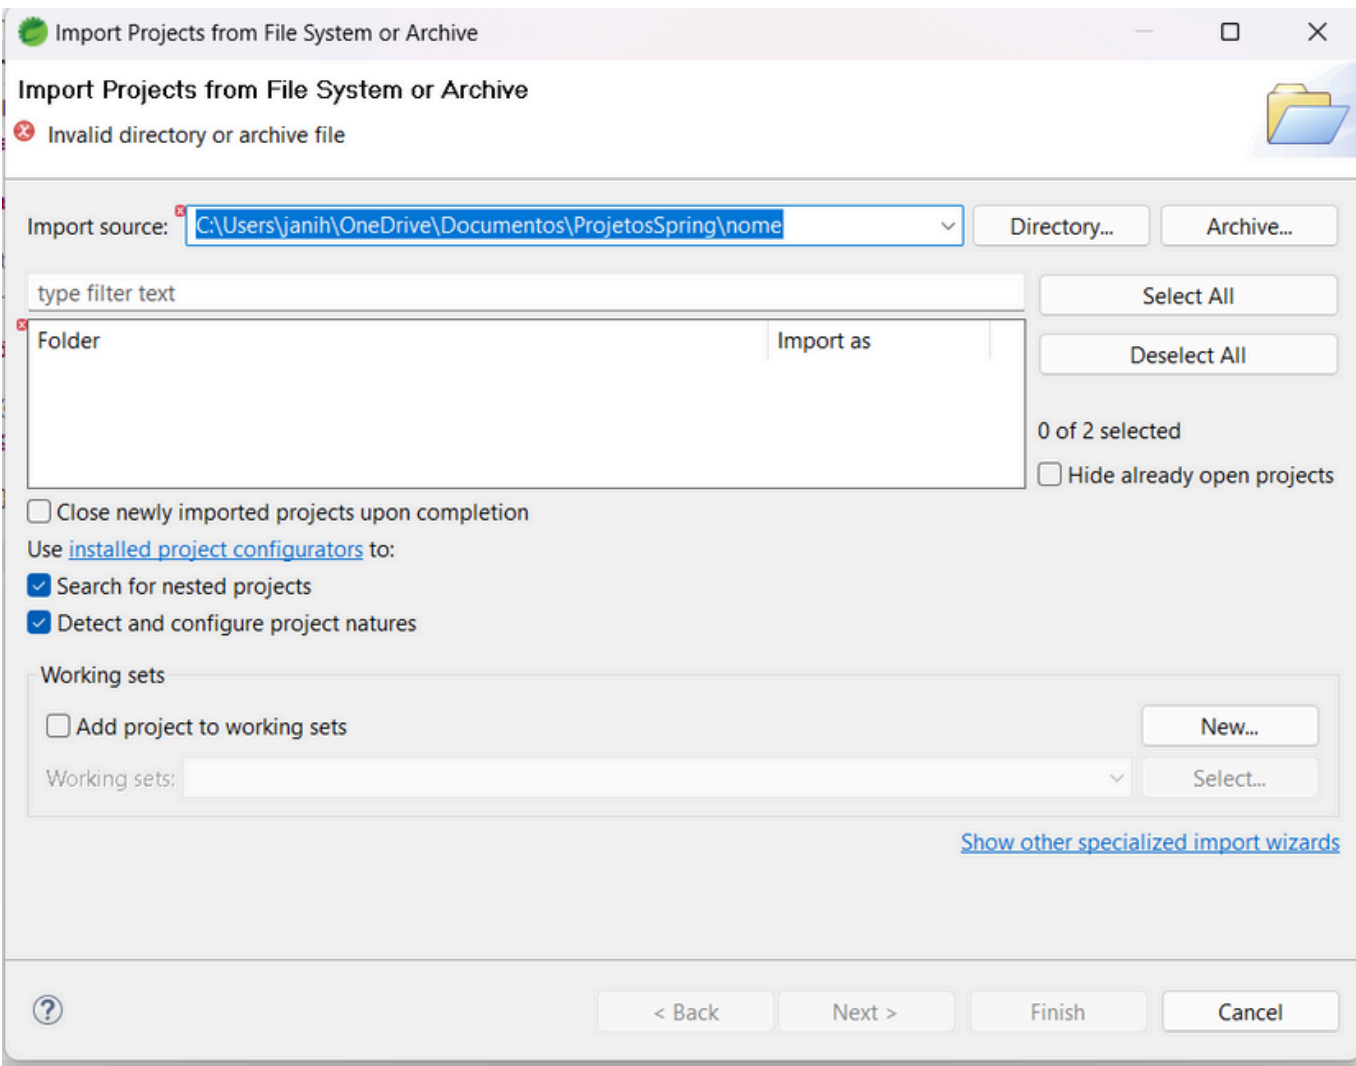 Import Projects from File System or Archive
Import Projects from File System or Archive
Invalid directory or archive file
Import source: C:\Users\janih\OneDrive\Documentos\ProjetosSpring\nome Directory... Archive...
type filter text
Select All
Folder Import as
Deselect All
0 of 2 selected
Hide already open projects
Close newly imported projects upon completion
Use installed project configurators to:
Search for nested projects
Detect and configure project natures
Working sets
Add project to working sets New...
Working sets: Select...
Show other specialized import wizards
? < Back Next > Finish Cancel